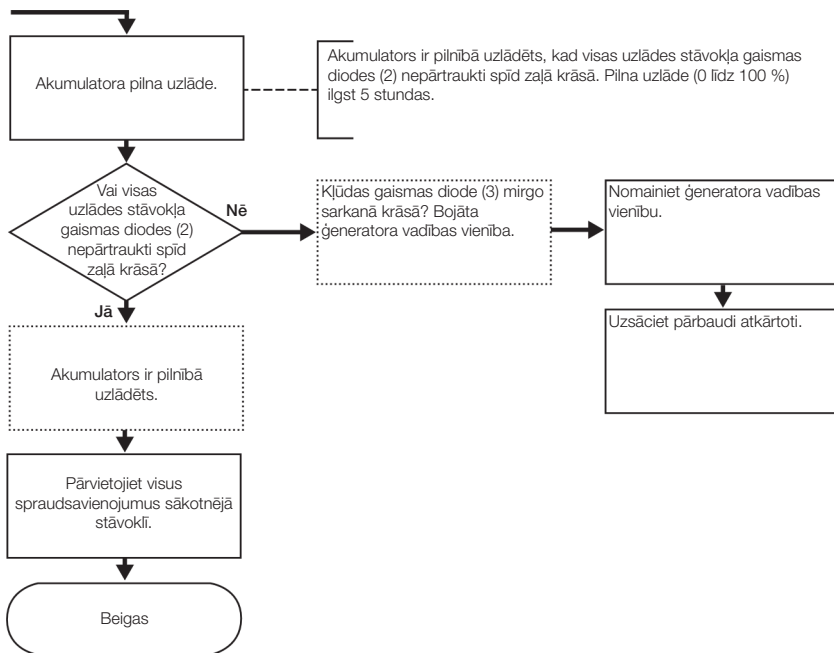 Akumulatora pilna uzlāde.
Akumulators ir pilnībā uzlādēts, kad visas uzlādes stāvokļa gaismas
diodes (2) nepārtraukti spīd zaļā krāsā. Pilna uzlāde (0 līdz 100 %)
ilgst 5 stundas.
Vai visas
uzlādes stāvokļa
gaismas diodes (2)
nepārtraukti spīd
zaļā krāsā?
Nē
Kļūdas gaismas diode (3) mirgo
sarkanā krāsā? Bojāta
ģeneratora vadības vienība.
Nomainiet ģeneratora vadības
vienību.
Uzsāciet pārbaudi atkārtoti.
Jā
Akumulators ir pilnībā
uzlādēts.
Pārvietojiet visus
spraudsavienojumus sākotnējā
stāvoklī.
Beigas